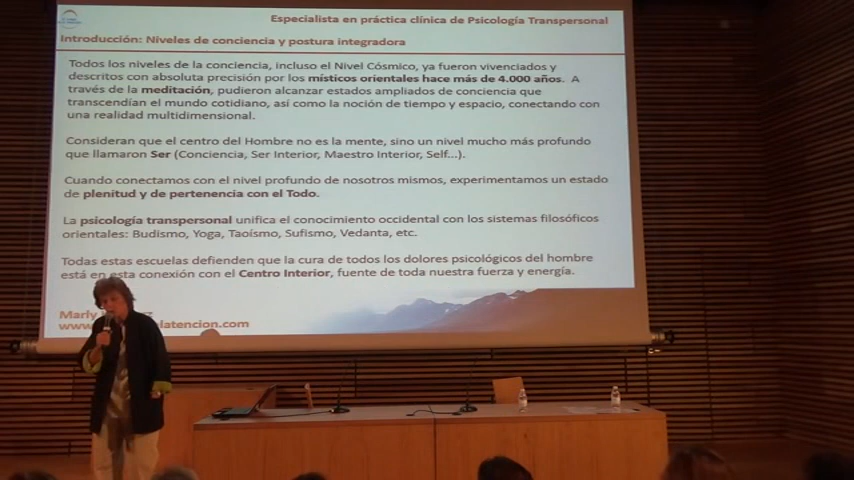 Especialista en práctica clínica de Psicología Transpersonal
Introducción: Niveles de conciencia y postura integradora
Todos los niveles de la conciencia, incluso el Nivel Cósmico, ya fueron vivenciados y
descritos con absoluta precisión por los místicos orientales hace más de 4.000 años. A
través de la meditación, pudieron alcanzar estados ampliados de conciencia que
transcendían el mundo cotidiano, así como la noción de tiempo y espacio, conectando con
una realidad multidimensional.
Consideran que el centro del Hombre no es la mente, sino un nivel mucho más profundo
que llamaron Ser (Conciencia, Ser Interior, Maestro Interior, Self...).
Cuando conectamos con el nivel profundo de nosotros mismos, experimentamos un estado
de plenitud y de pertenencia con el Todo.
La psicología transpersonal unifica el conocimiento occidental con los sistemas filosóficos
orientales: Budismo, Yoga, Taoísmo, Sufismo, Vedanta, etc.
Todas estas escuelas defienden que la cura de todos los dolores psicológicos del hombre
está en esta conexión con el Centro Interior, fuente de toda nuestra fuerza y energía.
Marly
www. latencion.com